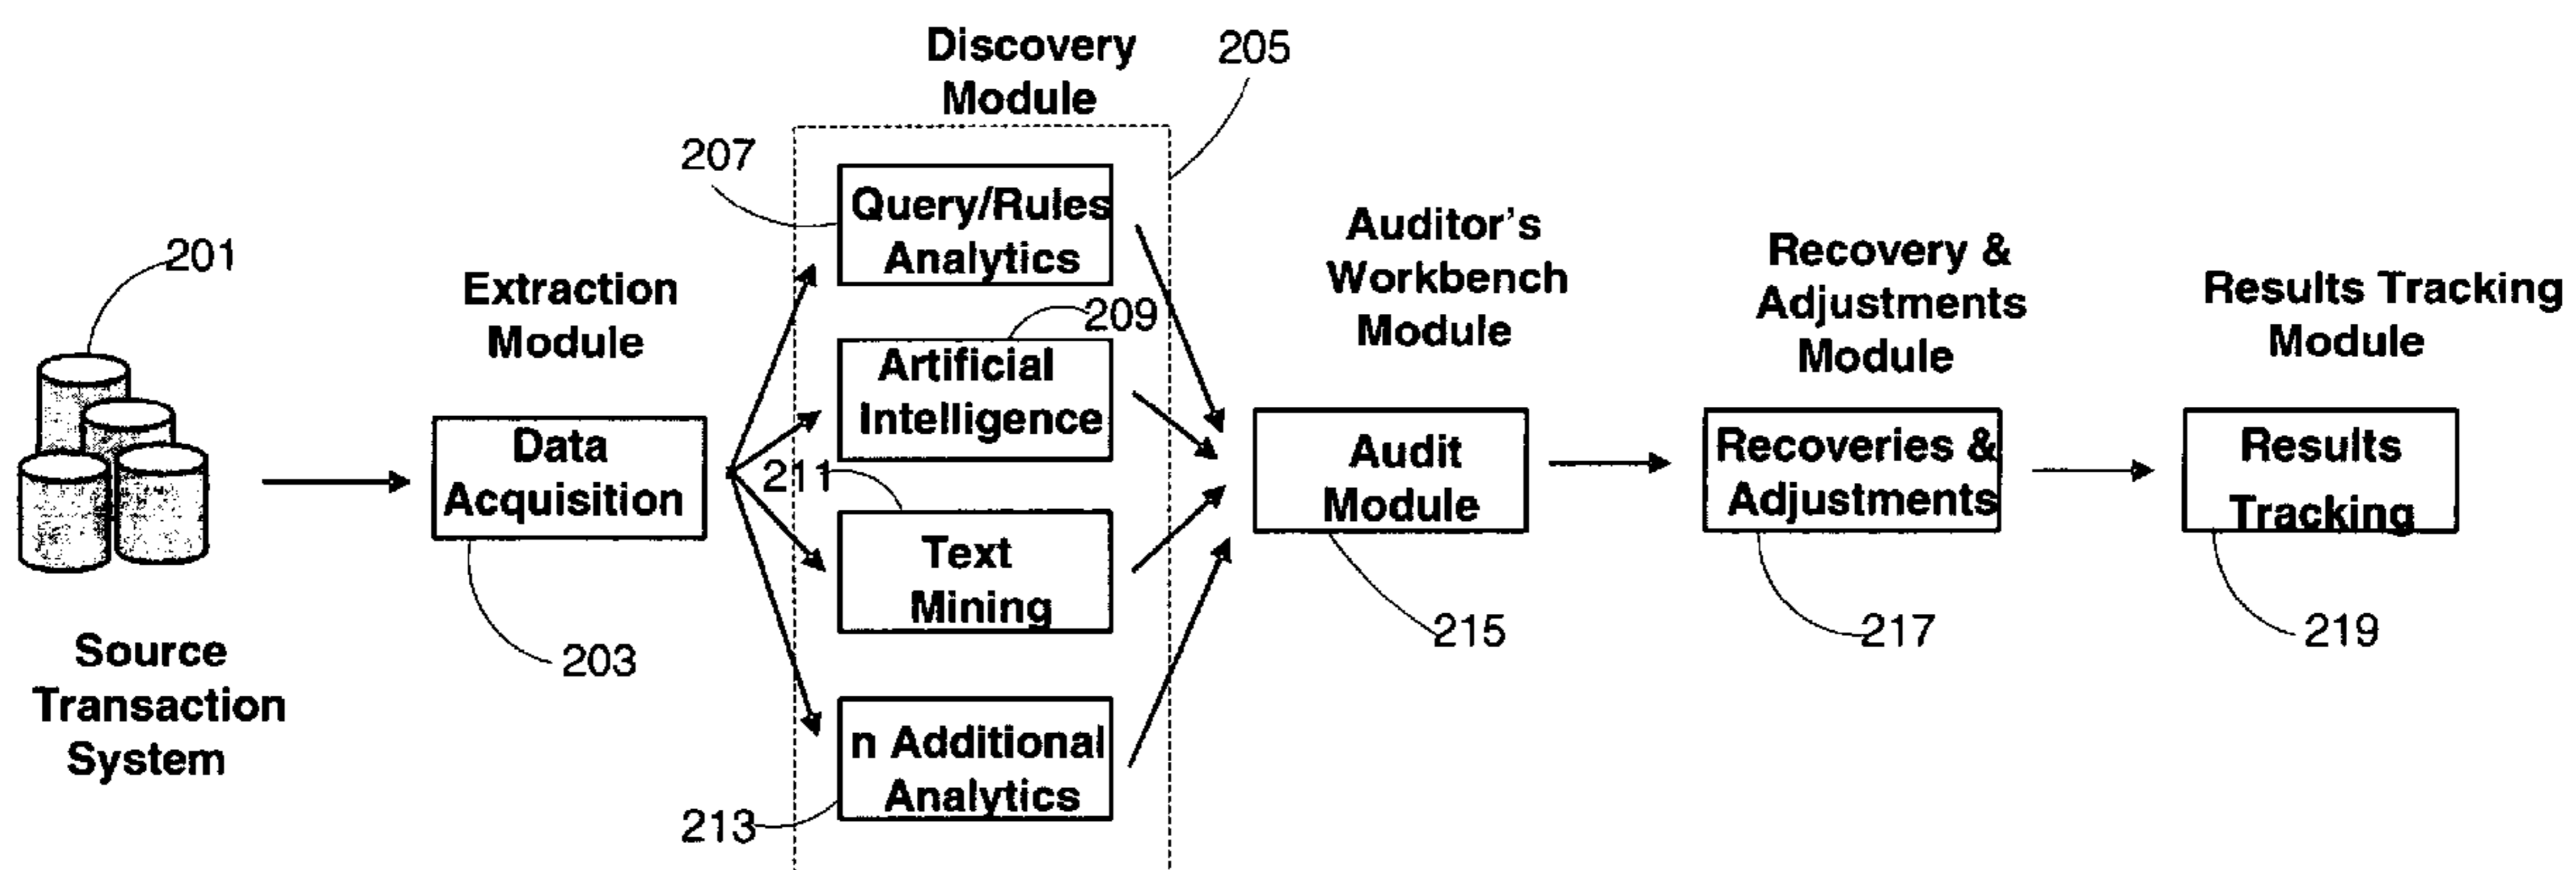 Discovery
Module
205
207
Query/Rules
Analytics
209
Artificial
Intelligence
211
Text
Mining
n Additional
Analytics
213
201
Source
Transaction
System
Extraction
Module
Data
Acquisition
203
Auditor's
Workbench
Module
Audit
Module
215
Recovery &
Adjustments
Module
Recoveries &
Adjustments
217
Results Tracking
Module
Results
Tracking
219